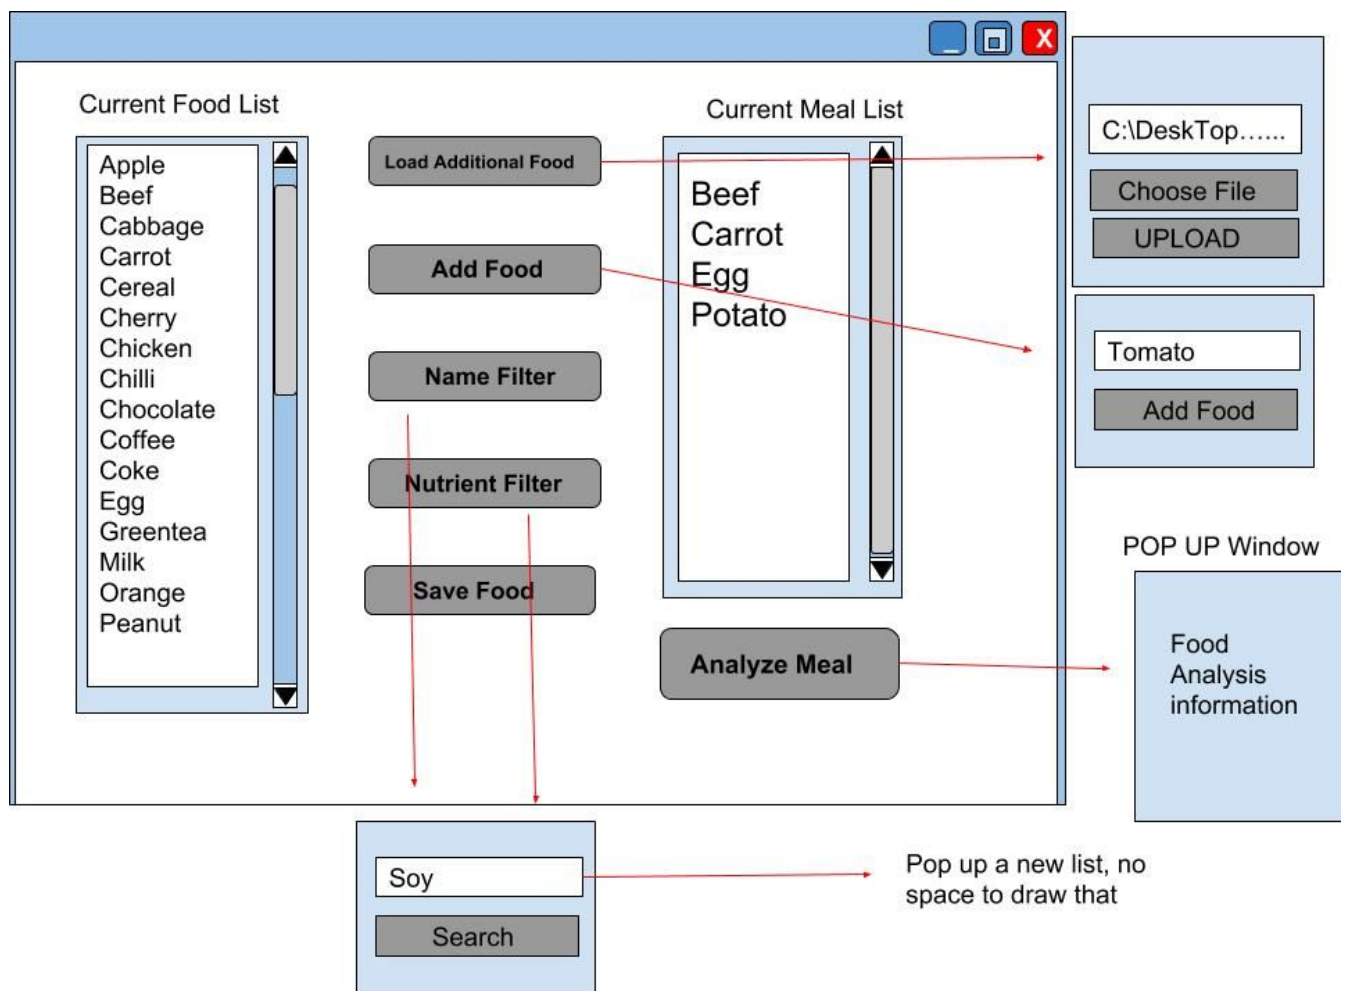 _
X
Current Food List
Apple
Beef
Cabbage
Carrot
Cereal
Cherry
Chicken
Chilli
Chocolate
Coffee
Coke
Egg
Greentea
Milk
Orange
Peanut
Load Additional Food
Add Food
Name Filter
Nutrient Filter
Save Food
Current Meal List
Beef
Carrot
Egg
Potato
Analyze Meal
C:\DeskTop…...
Choose File
UPLOAD
Tomato
Add Food
POP UP Window
Food
Analysis
information
Soy
Search
Pop up a new list, no
space to draw that